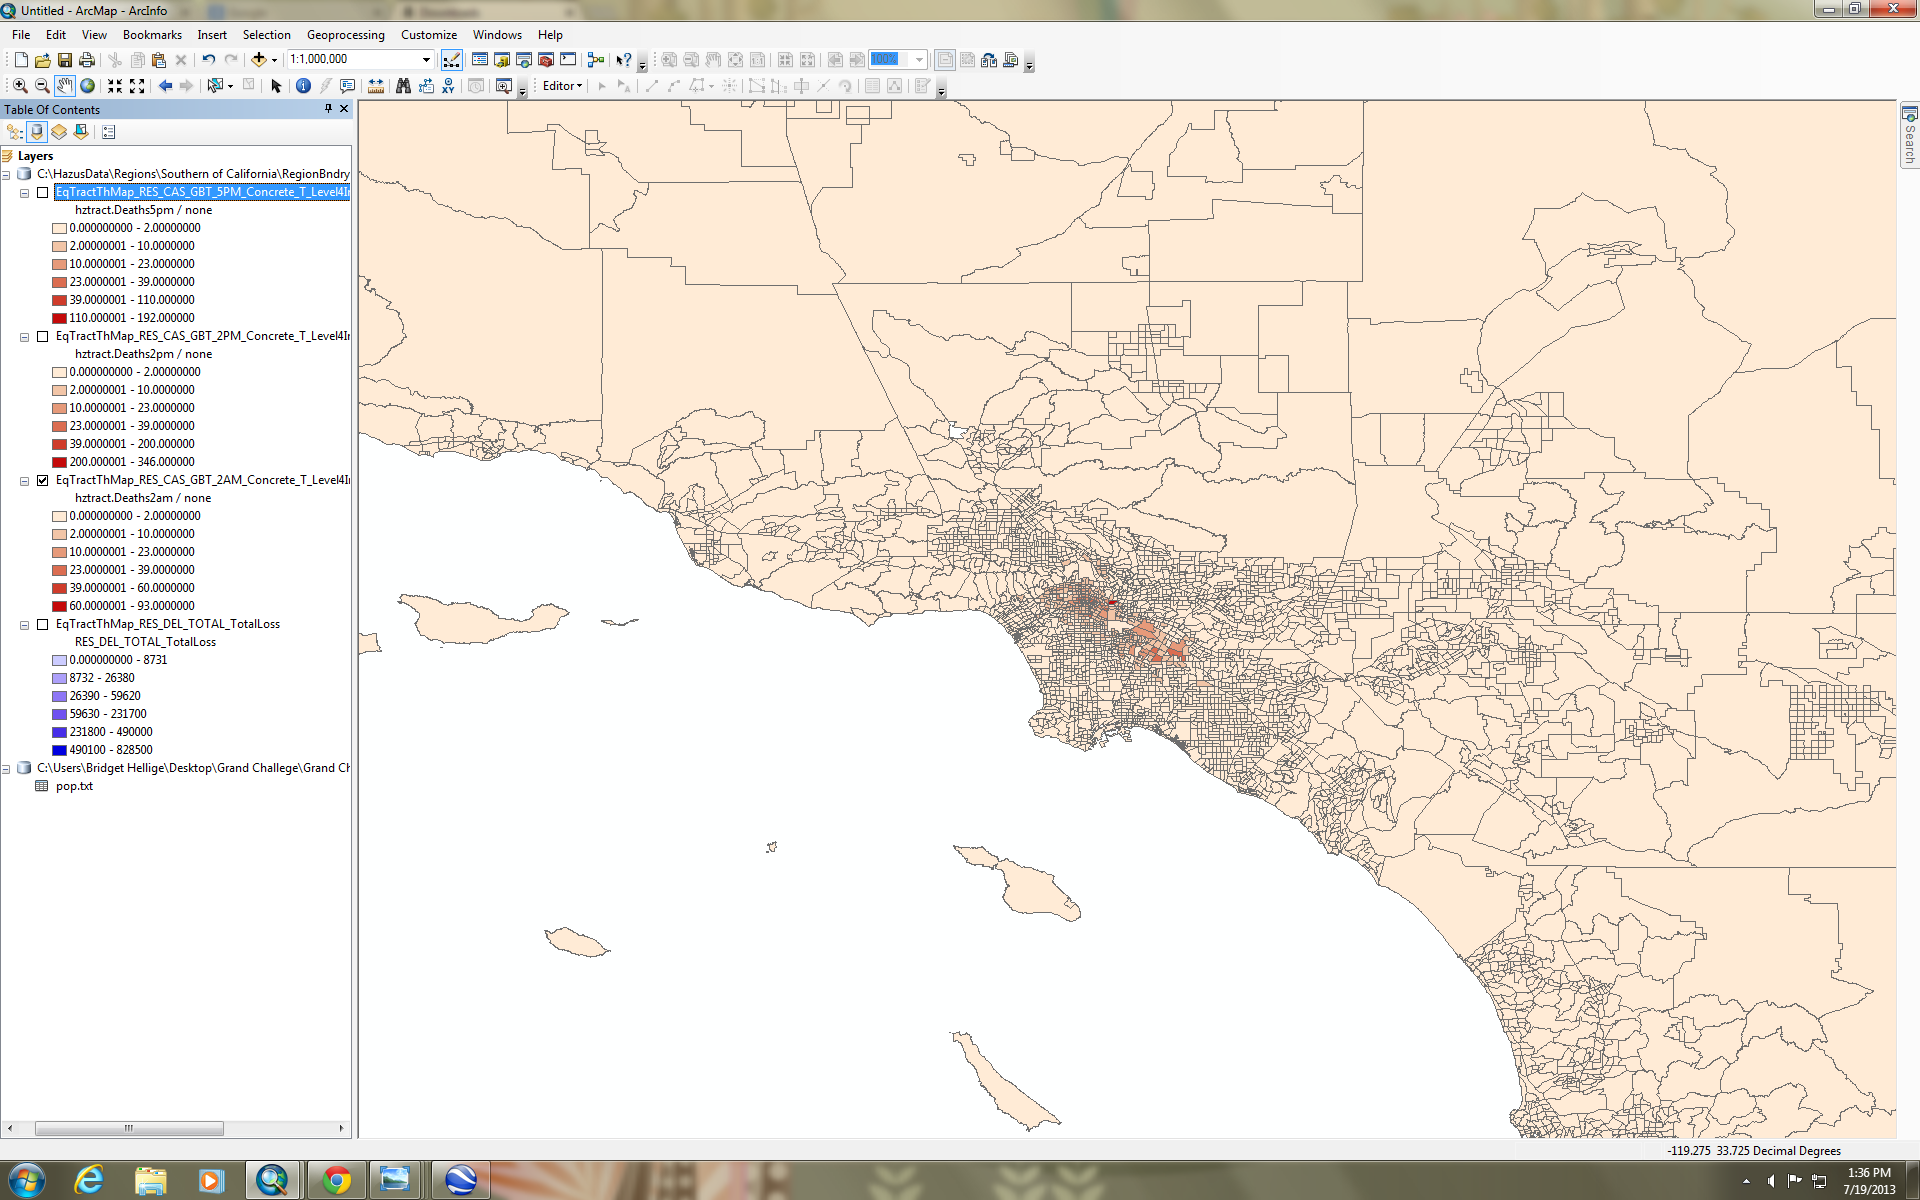 Untitled - ArcMap - ArcInfo
File Edit View Bookmarks Insert Selection Geoprocessing Customize Windows Help
1:1,000,000
100%
Editor
Table Of Contents
Search
Layers
C:\HazusData\Regions\Southern of California\RegionBndry
EqTractThMap_RES_CAS_GBT_5PM_Concrete_T_Level4I
hztract.Deaths5pm / none
0.000000000 - 2.00000000
2.00000001 - 10.0000000
10.0000001 - 23.0000000
23.0000001 - 39.0000000
39.0000001 - 110.000000
110.000001 - 192.000000
EqTractThMap_RES_CAS_GBT_2PM_Concrete_T_Level4I
hztract.Deaths2pm / none
0.000000000 - 2.00000000
2.00000001 - 10.0000000
10.0000001 - 23.0000000
23.0000001 - 39.0000000
39.0000001 - 200.000000
200.000001 - 346.000000
EqTractThMap_RES_CAS_GBT_2AM_Concrete_T_Level4I
hztract.Deaths2am / none
0.000000000 - 2.00000000
2.00000001 - 10.0000000
10.0000001 - 23.0000000
23.0000001 - 39.0000000
39.0000001 - 60.0000000
60.0000001 - 93.0000000
EqTractThMap_RES_DEL_TOTAL_TotalLoss
RES_DEL_TOTAL_TotalLoss
0.000000000 - 8731
8732 - 26380
26390 - 59620
59630 - 231700
231800 - 490000
490100 - 828500
C:\Users\Bridget Hellige\Desktop\Grand Challege\Grand Ch
pop.txt
-119.275 33.725 Decimal Degrees
1:36 PM
7/19/2013